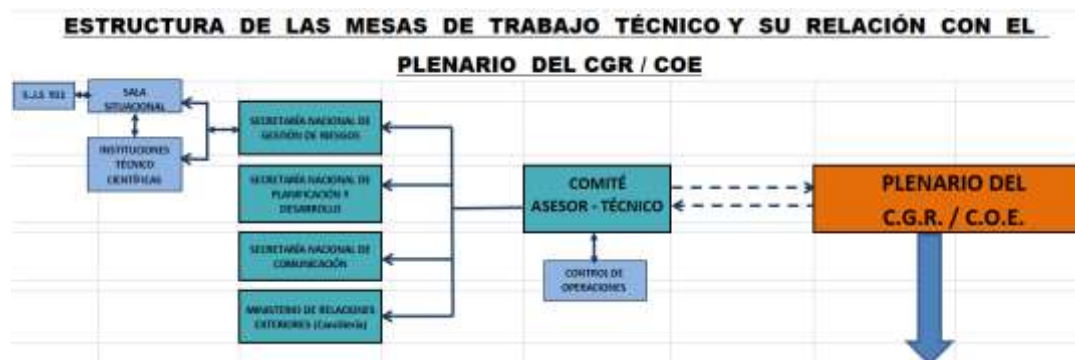 ESTRUCTURA DE LAS MESAS DE TRABAJO TÉCNICO Y SU RELACIÓN CON EL
PLENARIO DEL CGR / COE
SALA
SITUACIONAL
INSTITUCIONES
TÉCNICO
CIENTÍFICAS
SECRETARÍA NACIONAL DE
GESTIÓN DE RIESGOS
SECRETARÍA NACIONAL DE
PLANIFICACIÓN Y
DESARROLLO
SECRETARÍA NACIONAL DE
COMUNICACIÓN
MINISTERIO DE RELACIONES
EXTERIORES (Cancillería)
COMITÉ
ASESOR - TÉCNICO
CONTROL DE
OPERACIONES
PLENARIO DEL
C.G.R. / C.O.E.